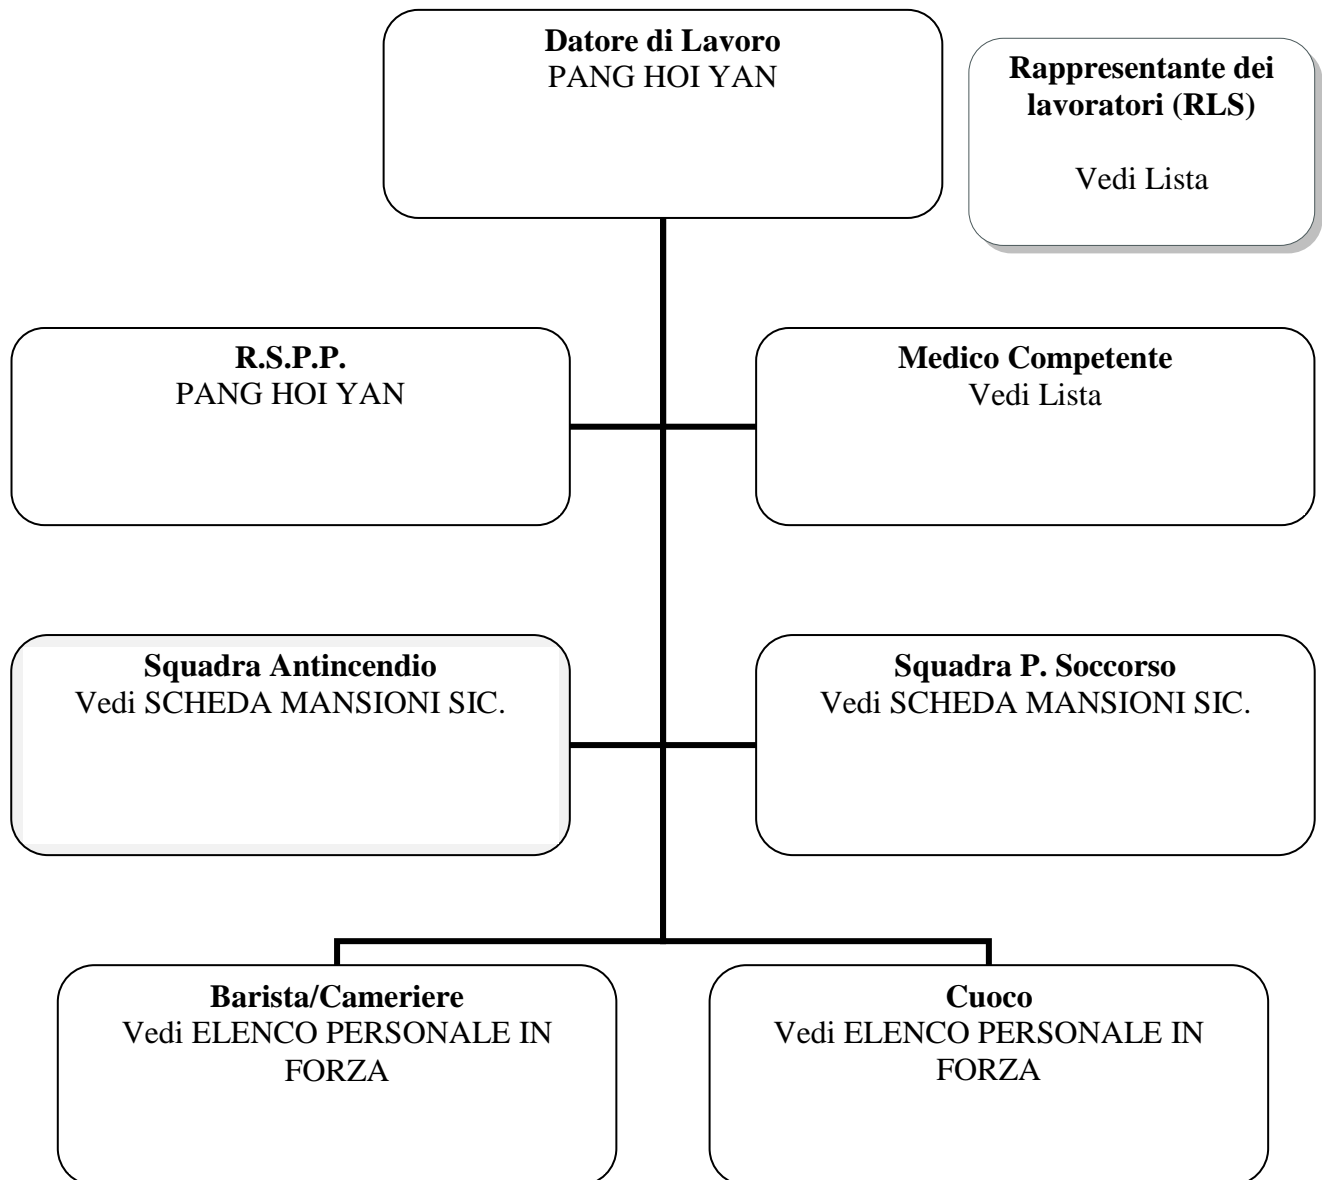 Datore di Lavoro
PANG HOI YAN
Rappresentante dei
lavoratori (RLS)
Vedi Lista
R.S.P.P.
PANG HOI YAN
Medico Competente
Vedi Lista
Squadra Antincendio
Vedi SCHEDA MANSIONI SIC.
Squadra P. Soccorso
Vedi SCHEDA MANSIONI SIC.
Barista/Cameriere
Vedi ELENCO PERSONALE IN
FORZA
Cuoco
Vedi ELENCO PERSONALE IN
FORZA